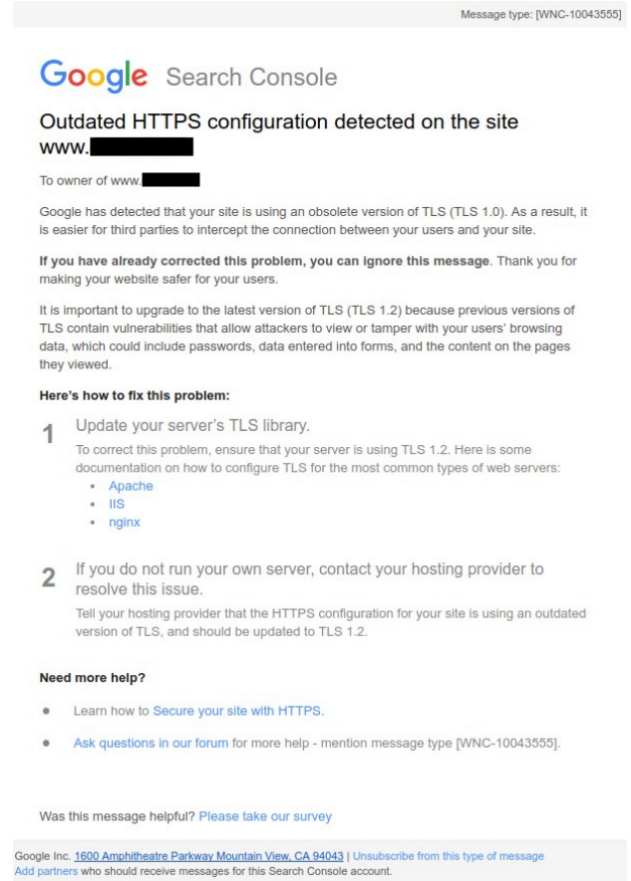 Message type: [WNC-10043555]
Google Search Console
Outdated HTTPS configuration detected on the site
www.
To owner of www.
Google has detected that your site is using an obsolete version of TLS (TLS 1.0). As a result, it
is easier for third parties to intercept the connection between your users and your site.
If you have already corrected this problem, you can ignore this message. Thank you for
making your website safer for your users.
It is important to upgrade to the latest version of TLS (TLS 1.2) because previous versions of
TLS contain vulnerabilities that allow attackers to view or tamper with your users' browsing
data, which could include passwords, data entered into forms, and the content on the pages
they viewed.
Here's how to fix this problem:
1 Update your server's TLS library.
To correct this problem, ensure that your server is using TLS 1.2. Here is some
documentation on how to configure TLS for the most common types of web servers:
• Apache
• IIS
• nginx
2 If you do not run your own server, contact your hosting provider to
resolve this issue.
Tell your hosting provider that the HTTPS configuration for your site is using an outdated
version of TLS, and should be updated to TLS 1.2.
Need more help?
• Learn how to Secure your site with HTTPS.
• Ask questions in our forum for more help - mention message type [WNC-10043555].
Was this message helpful? Please take our survey
Google Inc. 1600 Amphitheatre Parkway Mountain View, CA 94043 | Unsubscribe from this type of message
Add partners who should receive messages for this Search Console account.